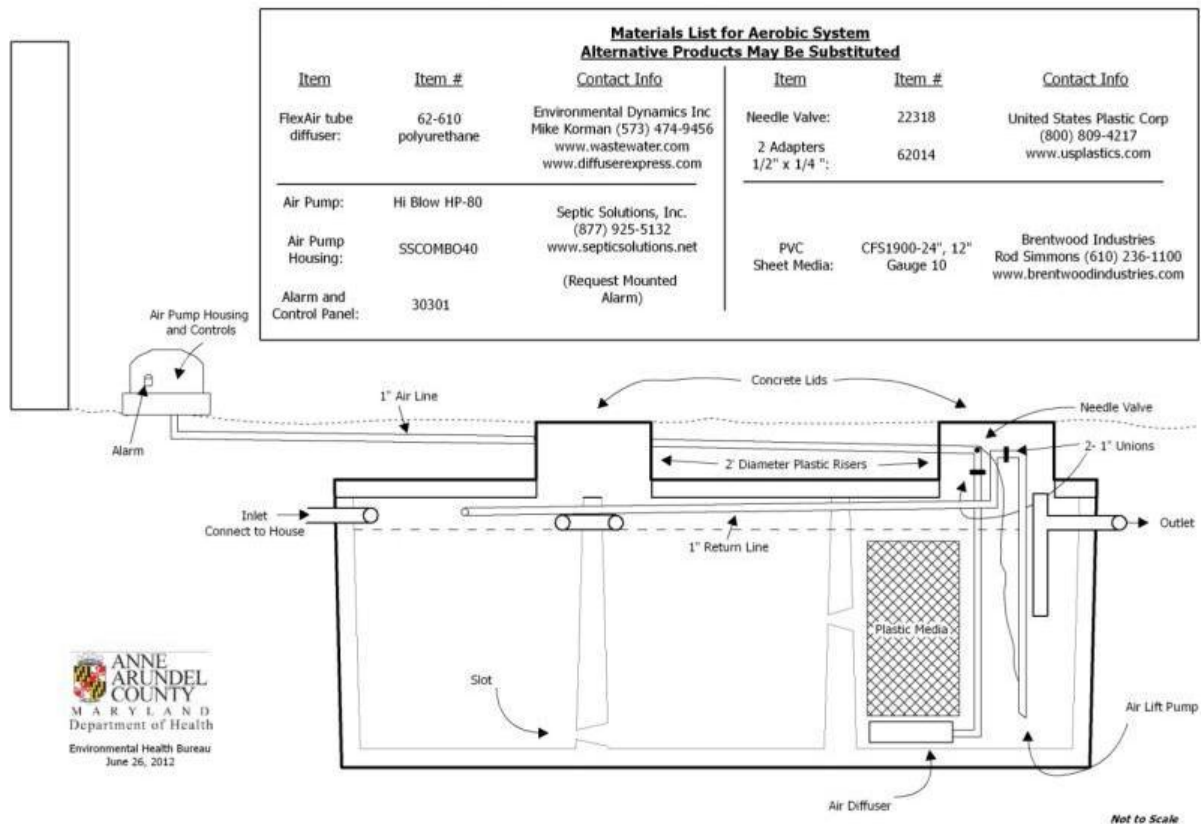 Materials List for Aerobic System
Alternative Products May Be Substituted
Item
Item #
Contact Info
FlexAir tube
diffuser:
62-610
polyurethane
Environmental Dynamics Inc
Mike Korman (573) 474-9456
www.wastewater.com
www.diffuserexpress.com
Air Pump:
Hi Blow HP-80
Air Pump
Housing:
SSCOMBO40
Alarm and
Control Panel:
30301
Septic Solutions, Inc.
(877) 925-5132
www.septicsolutions.net
(Request Mounted
Alarm)
Item
Item #
Contact Info
Needle Valve:
22318
2 Adapters
1/2" x 1/4 ":
62014
United States Plastic Corp
(800) 809-4217
www.usplastics.com
PVC
Sheet Media:
CFS1900-24", 12"
Gauge 10
Brentwood Industries
Rod Simmons (610) 236-1100
www.brentwoodindustries.com
Air Pump Housing
and Controls
Alarm
1" Air Line
Concrete Lids
Needle Valve
2- 1" Unions
2' Diameter Plastic Risers
Inlet
Connect to House
1" Return Line
Outlet
Plastic Media
Slot
Air Lift Pump
Air Diffuser
ANNE
ARUNDEL
COUNTY
MARYLAND
Department of Health
Environmental Health Bureau
June 26, 2012
Not to Scale